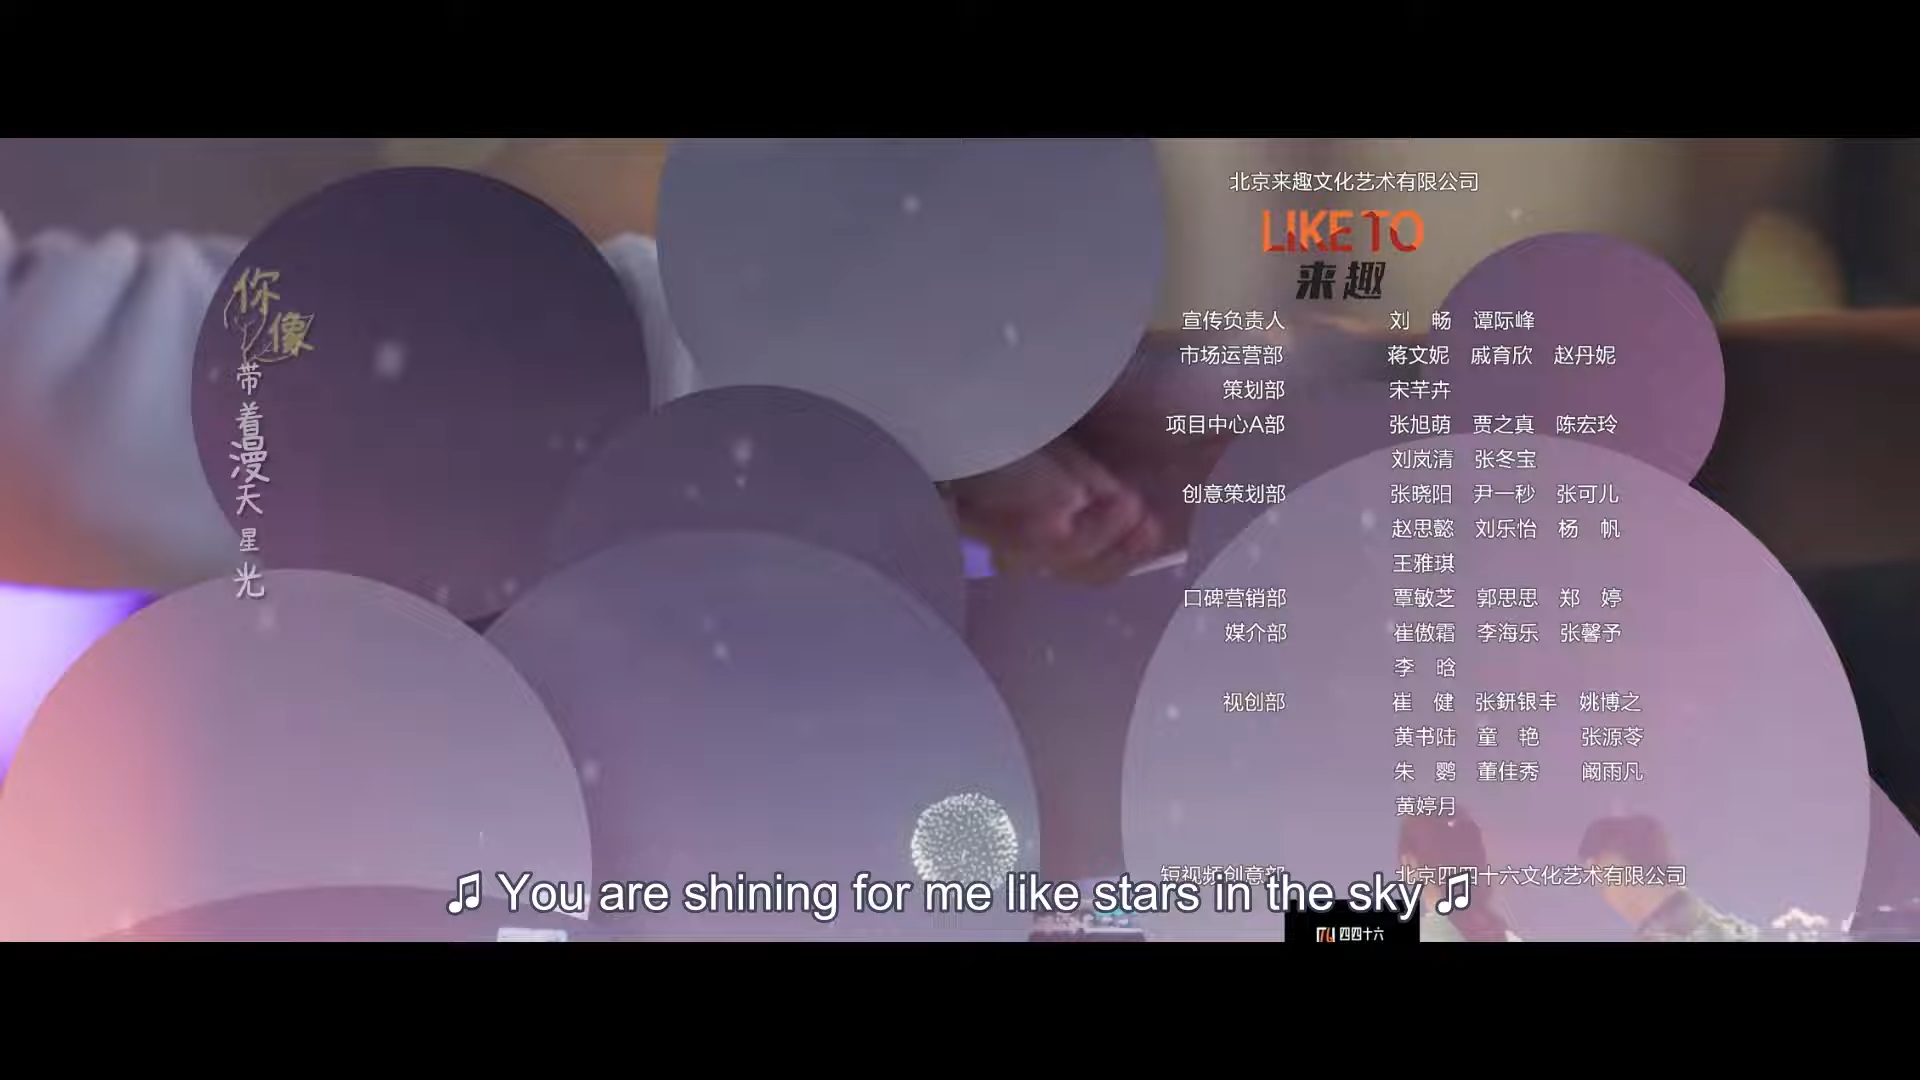 你像
带着漫天星光
北京来趣文化艺术有限公司
LIKE TO
来趣
宣传负责人 刘 畅 谭际峰
市场运营部 蒋文妮 戚育欣 赵丹妮
策划部 宋芊卉
项目中心A部 张旭萌 贾之真 陈宏玲
刘岚清 张冬宝
创意策划部 张晓阳 尹一秒 张可儿
赵思懿 刘乐怡 杨 帆
王雅琪
口碑营销部 覃敏芝 郭思思 郑 婷
媒介部 崔傲霜 李海乐 张馨予
李 晗
视创部 崔 健 张鈃银丰 姚博之
黄书陆 童 艳 张源苓
朱 鹦 董佳秀 阚雨凡
黄婷月
短视频创意部 北京四四十六文化艺术有限公司
♫ You are shining for me like stars in the sky ♫
四四十六